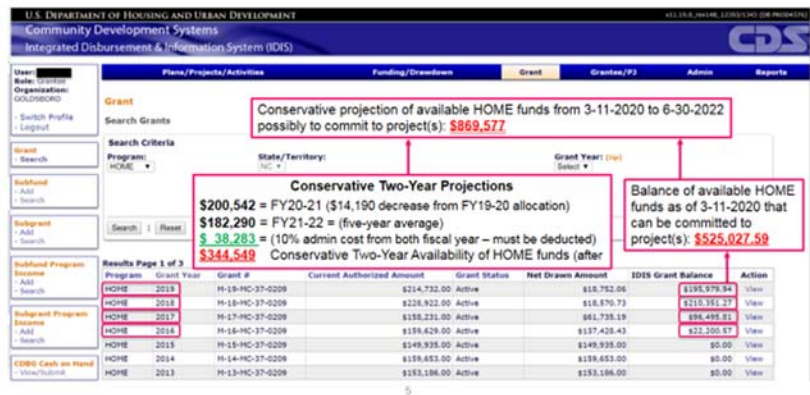 U.S. DEPARTMENT OF HOUSING AND URBAN DEVELOPMENT
Community Development Systems
Integrated Disbursement & Information System (IDIS)
CDS
User:
Role: Grantee
Organization:
GOLDSBORO
- Switch Profile
- Logout
Grant
- Search
Subfund
- Add
- Search
Subgrant
- Add
- Search
Subfund Program
Income
- Add
- Search
Subgrant Program
Income
- Add
- Search
CDBG Cash on Hand
- View/Submit
Plans/Projects/Activities Funding/Drawdown Grant Grantee/PJ Admin Reports
Grant
Search Grants
Search Criteria
Program: State/Territory: Grant Year: (Yep)
HOME NC Select
Search | Reset
Conservative projection of available HOME funds from 3-11-2020 to 6-30-2022
possibly to commit to project(s): $869,577
Conservative Two-Year Projections
$200,542 = FY20-21 ($14,190 decrease from FY19-20 allocation)
$182,290 = FY21-22 = (five-year average)
$ 38,283 = (10% admin cost from both fiscal year – must be deducted)
$344,549 Conservative Two-Year Availability of HOME funds (after
Balance of available HOME
funds as of 3-11-2020 that
can be committed to
project(s): $525,027.59
Results Page 1 of 3
Program Grant Year Grant # Current Authorized Amount Grant Status Net Drawn Amount IDIS Grant Balance Action
HOME 2019 M-19-MC-37-0209 $214,732.00 Active $18,752.06 $195,979.94 View
HOME 2018 M-18-MC-37-0209 $228,922.00 Active $18,570.73 $210,351.27 View
HOME 2017 M-17-MC-37-0209 $158,231.00 Active $61,735.19 $96,495.81 View
HOME 2016 M-16-MC-37-0209 $159,629.00 Active $137,428.43 $22,200.57 View
HOME 2015 M-15-MC-37-0209 $149,935.00 Active $149,935.00 $0.00 View
HOME 2014 M-14-MC-37-0209 $159,653.00 Active $159,653.00 $0.00 View
HOME 2013 M-13-MC-37-0209 $153,186.00 Active $153,186.00 $0.00 View
5